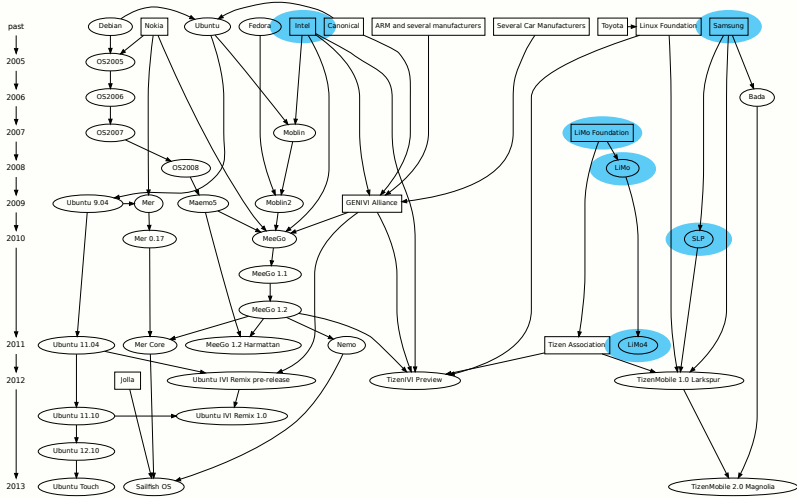 past
Debian
Nokia
Ubuntu
Fedora
Intel
Canonical
ARM and several manufacturers
Several Car Manufacturers
Toyota
Linux Foundation
Samsung
2005
OS2005
2006
OS2006
Bada
2007
OS2007
Moblin
LiMo Foundation
2008
OS2008
LiMo
2009
Ubuntu 9.04
Mer
Maemo5
Moblin2
GENIVI Alliance
2010
Mer 0.17
MeeGo
SLP
MeeGo 1.1
MeeGo 1.2
2011
Ubuntu 11.04
Mer Core
MeeGo 1.2 Harmattan
Nemo
Tizen Association
LiMo4
2012
Jolla
Ubuntu IVI Remix pre-release
TizenIVI Preview
TizenMobile 1.0 Larkspur
Ubuntu 11.10
Ubuntu IVI Remix 1.0
Ubuntu 12.10
2013
Ubuntu Touch
Sailfish OS
TizenMobile 2.0 Magnolia